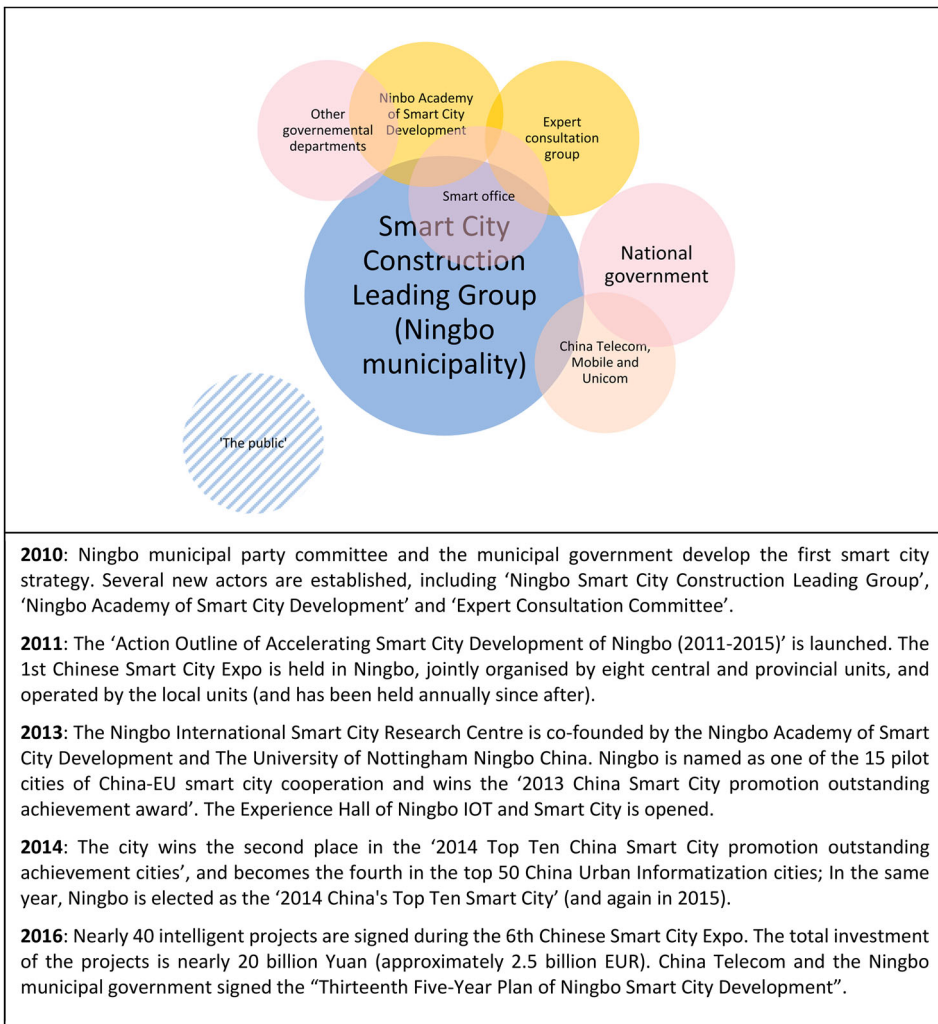 Other
governemental
departments
Ninbo Academy
of Smart City
Development
Expert
consultation
group
Smart office
Smart City
Construction
Leading Group
(Ningbo
municipality)
National
government
China Telecom,
Mobile and
Unicom
'The public'
2010: Ningbo municipal party committee and the municipal government develop the first smart city
strategy. Several new actors are established, including ‘Ningbo Smart City Construction Leading Group’,
‘Ningbo Academy of Smart City Development’ and ‘Expert Consultation Committee’.
2011: The ‘Action Outline of Accelerating Smart City Development of Ningbo (2011-2015)’ is launched. The
1st Chinese Smart City Expo is held in Ningbo, jointly organised by eight central and provincial units, and
operated by the local units (and has been held annually since after).
2013: The Ningbo International Smart City Research Centre is co-founded by the Ningbo Academy of Smart
City Development and The University of Nottingham Ningbo China. Ningbo is named as one of the 15 pilot
cities of China-EU smart city cooperation and wins the ‘2013 China Smart City promotion outstanding
achievement award’. The Experience Hall of Ningbo IOT and Smart City is opened.
2014: The city wins the second place in the ‘2014 Top Ten China Smart City promotion outstanding
achievement cities’, and becomes the fourth in the top 50 China Urban Informatization cities; In the same
year, Ningbo is elected as the ‘2014 China's Top Ten Smart City’ (and again in 2015).
2016: Nearly 40 intelligent projects are signed during the 6th Chinese Smart City Expo. The total investment
of the projects is nearly 20 billion Yuan (approximately 2.5 billion EUR). China Telecom and the Ningbo
municipal government signed the “Thirteenth Five-Year Plan of Ningbo Smart City Development”.